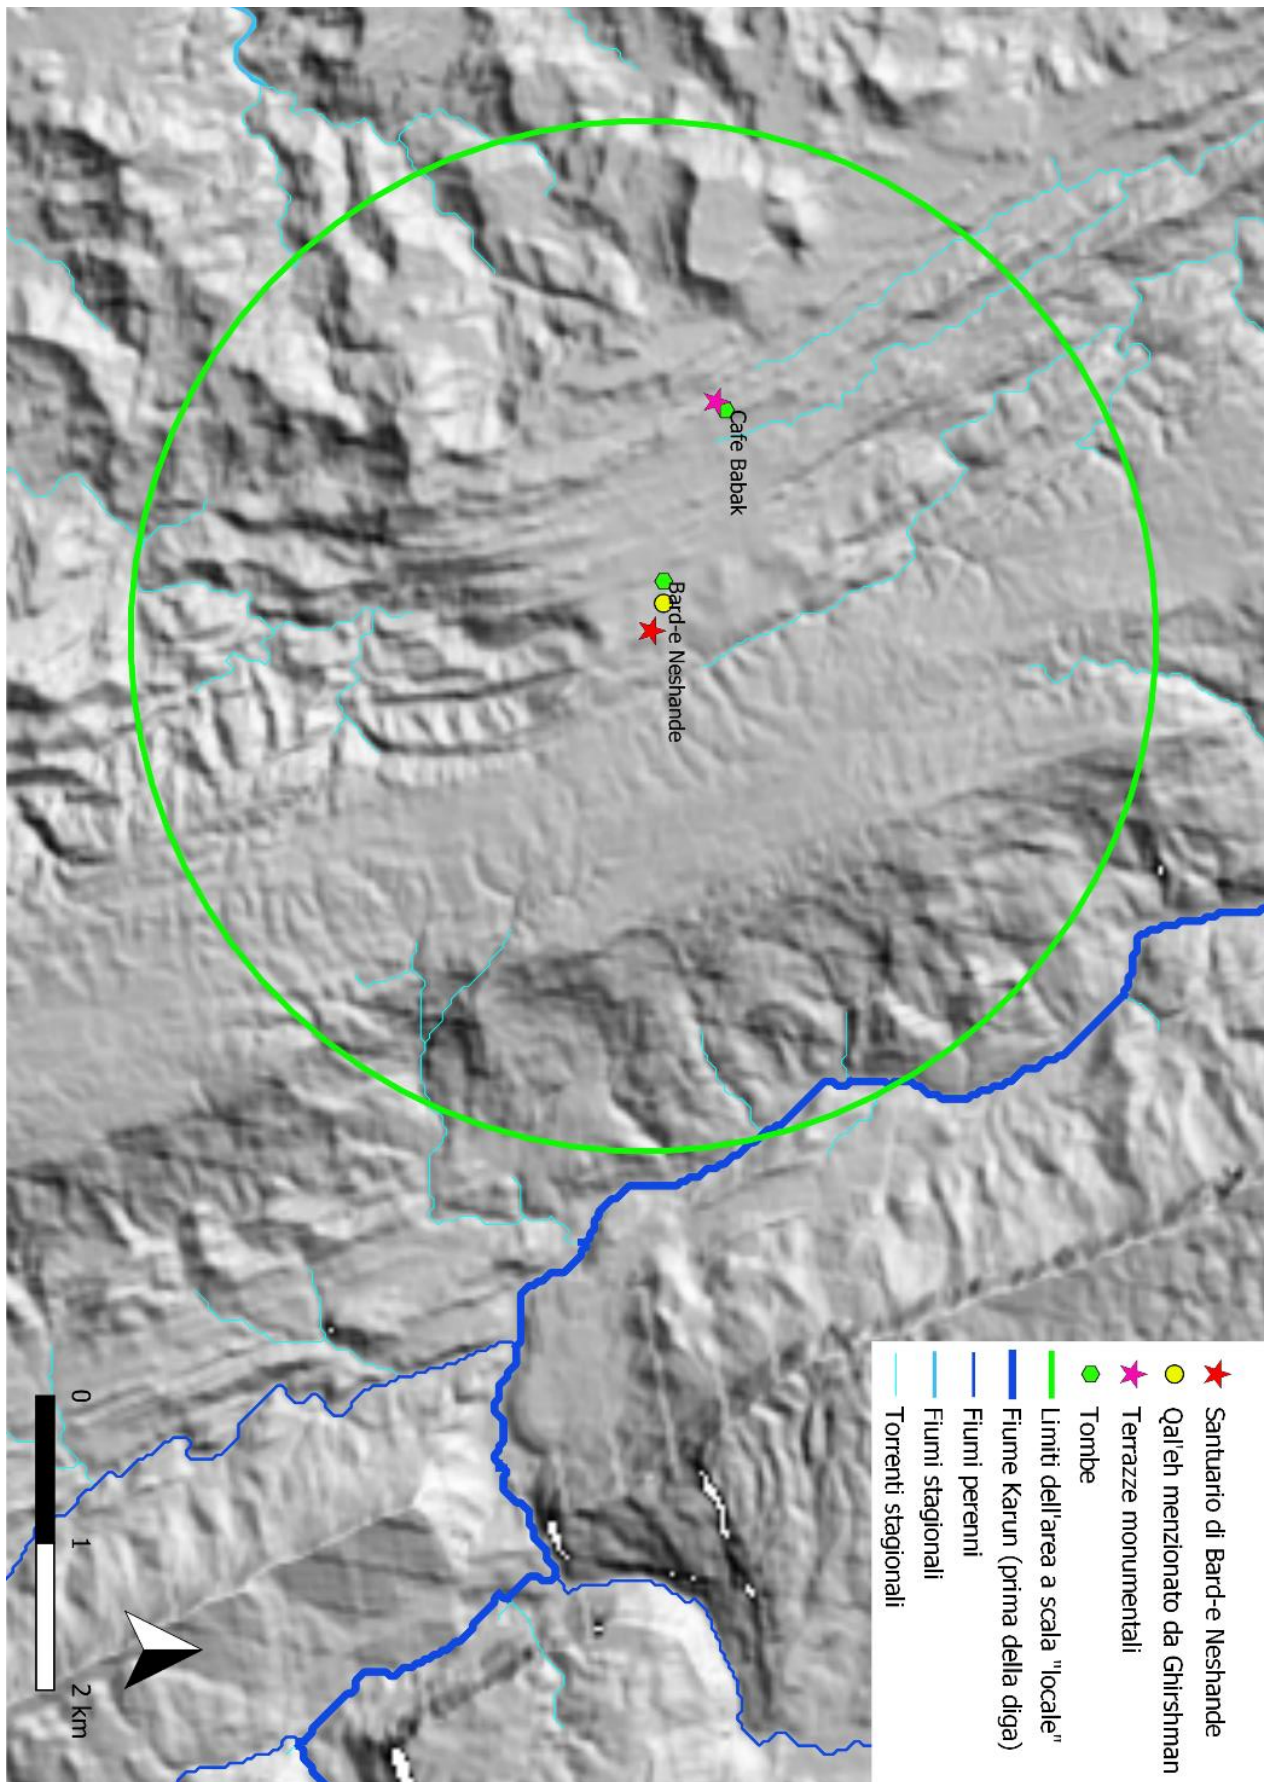 Cafe Babak
Bard-e Neshande
Santuario di Bard-e Neshande
Qal'eh menzionato da Ghirshman
Terrazze monumentali
Tombe
Limiti dell'area a scala "locale"
Fiume Karun (prima della diga)
Fiumi perenni
Fiumi stagionali
Torrenti stagionali
0 1 2 km